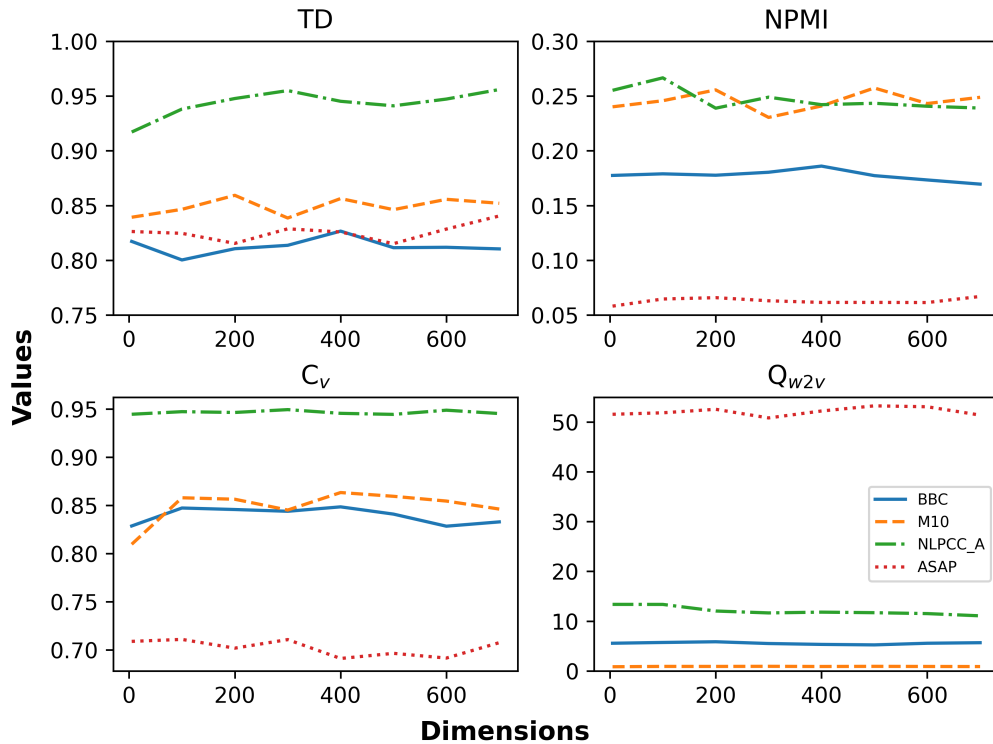 TD
NPMI
1.00
0.95
0.90
0.85
0.80
0.75
0 200 400 600
0.30
0.25
0.20
0.15
0.10
0.05
0 200 400 600
Values
C_v
Q_w2v
0.95
0.90
0.85
0.80
0.75
0.70
0 200 400 600
50
40
30
20
10
0
0 200 400 600
BBC
M10
NLPCC_A
ASAP
Dimensions